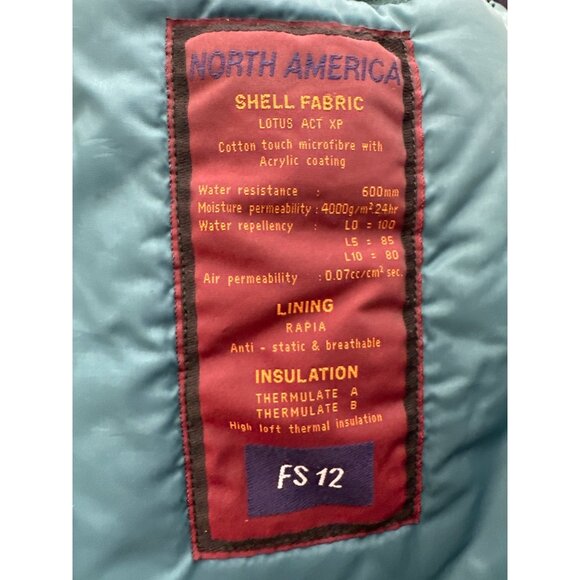 NORTH AMERICA
SHELL FABRIC
LOTUS ACT XP
Cotton touch microfibre with
Acrylic coating
Water resistance : 600mm
Moisture permeability : 4000g/m².24hr
Water repellency : L0 = 100
L5 = 85
L10 = 80
Air permeability : 0.07cc/cm² sec.
LINING
RAPIA
Anti - static & breathable
INSULATION
THERMULATE A
THERMULATE B
High loft thermal insulation
FS 12